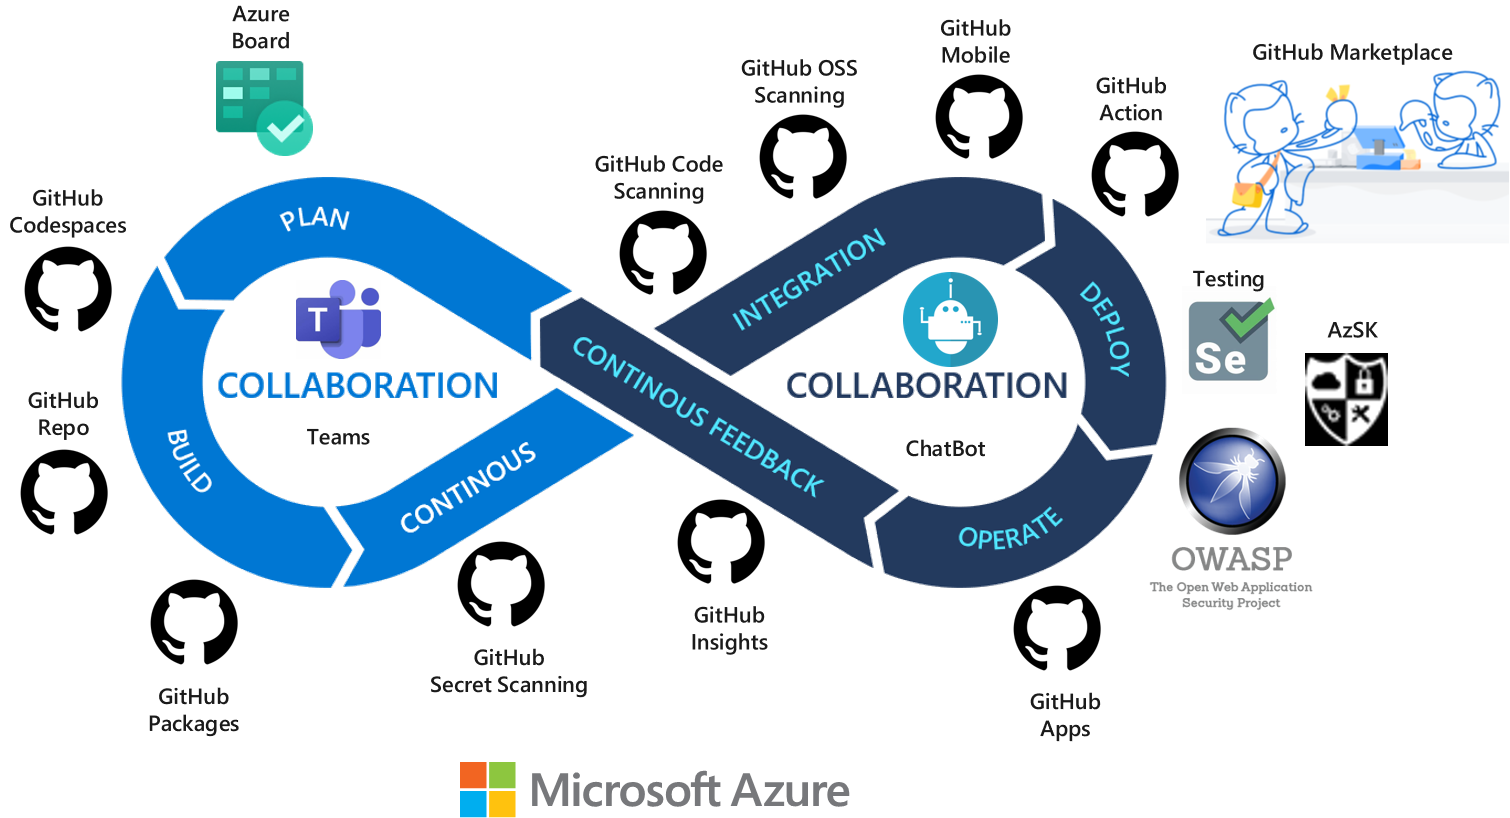 Azure
Board
GitHub
Mobile
GitHub Marketplace
GitHub OSS
Scanning
GitHub
Action
GitHub Code
Scanning
GitHub
Codespaces
PLAN
INTEGRATION
DEPLOY
Testing
Se
AzSK
T
COLLABORATION
Teams
CONTINOUS FEEDBACK
COLLABORATION
ChatBot
GitHub
Repo
BUILD
CONTINOUS
OPERATE
OWASP
The Open Web Application
Security Project
GitHub
Insights
GitHub
Secret Scanning
GitHub
Packages
GitHub
Apps
Microsoft Azure